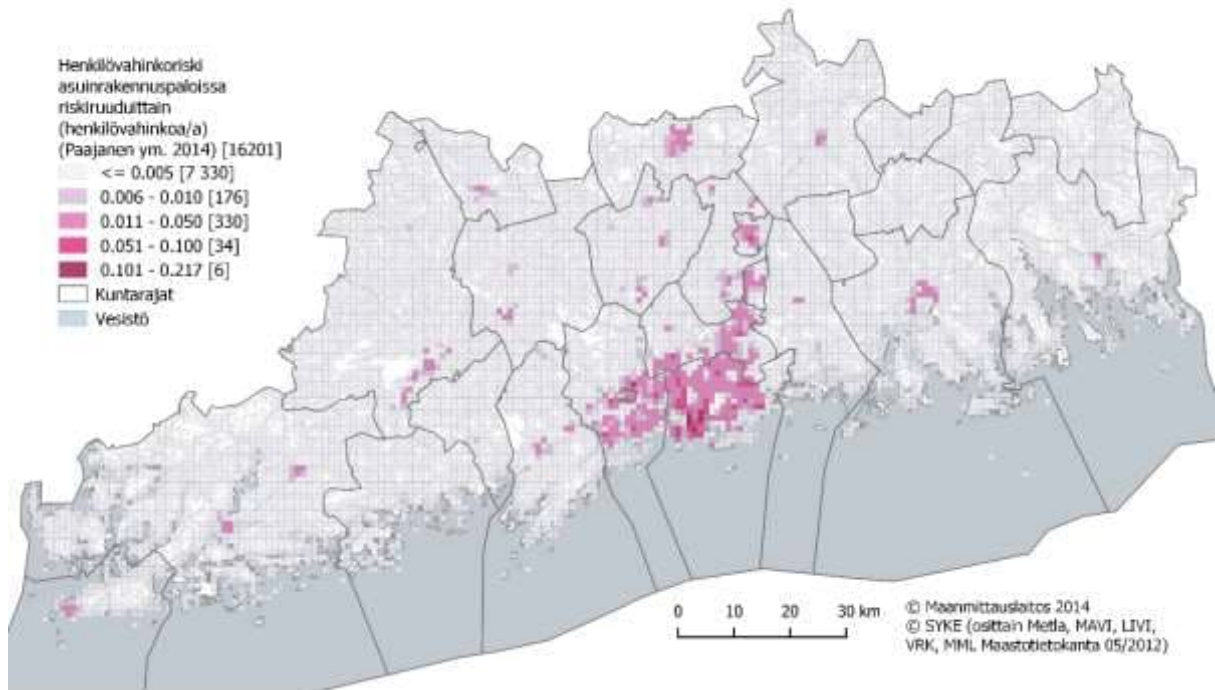 Henkilövahinkoriski
asuinrakennuspaloissa
riskiruuduittain
(henkilövahinkoa/a)
(Paajanen ym. 2014) [16201]
<= 0.005 [7 330]
0.006 - 0.010 [176]
0.011 - 0.050 [330]
0.051 - 0.100 [34]
0.101 - 0.217 [6]
Kuntarajat
Vesistö
0 10 20 30 km
© Maanmittauslaitos 2014
© SYKE (osittain Metla, MAVI, LIVI,
VRK, MML Maastotietokanta 05/2012)